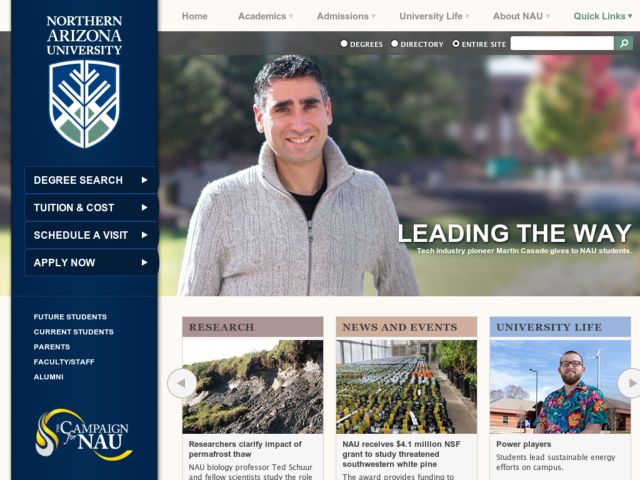 NORTHERN
ARIZONA
UNIVERSITY
Home
Academics
Admissions
University Life
About NAU
Quick Links
DEGREES
DIRECTORY
ENTIRE SITE
DEGREE SEARCH
TUITION & COST
SCHEDULE A VISIT
APPLY NOW
LEADING THE WAY
Tech industry pioneer Martin Casado gives to NAU students.
FUTURE STUDENTS
CURRENT STUDENTS
PARENTS
FACULTY/STAFF
ALUMNI
THE CAMPAIGN
for NAU
RESEARCH
Researchers clarify impact of
permafrost thaw
NAU biology professor Ted Schuur
and fellow scientists study the role
NEWS AND EVENTS
NAU receives $4.1 million NSF
grant to study threatened
southwestern white pine
The award provides funding to
UNIVERSITY LIFE
Power players
Students lead sustainable energy
efforts on campus.